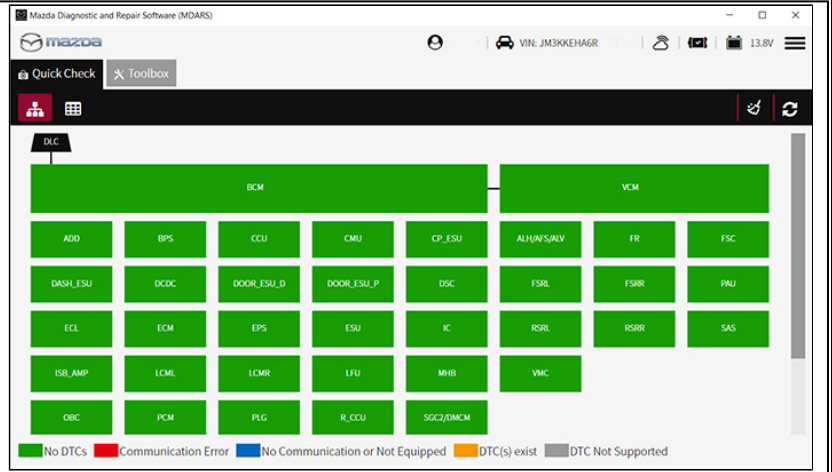 Mazda Diagnostic and Repair Software (MDARS)
mazda VIN: JM3KKEHA6R 13.8V
Quick Check Toolbox
DLC
BCM VCM
ADD BPS CCU CMU CP_ESU ALH/AFS/ALV FR FSC
DASH_ESU DCDC DOOR_ESU_D DOOR_ESU_P DSC FSRL FSRR PAU
ECL ECM EPS ESU IC RSRL RSRR SAS
ISB_AMP LCML LCMR LFU MHB VMC
OBC PCM PLG R_CCU SGC2/DMCM
No DTCs Communication Error No Communication or Not Equipped DTC(s) exist DTC Not Supported